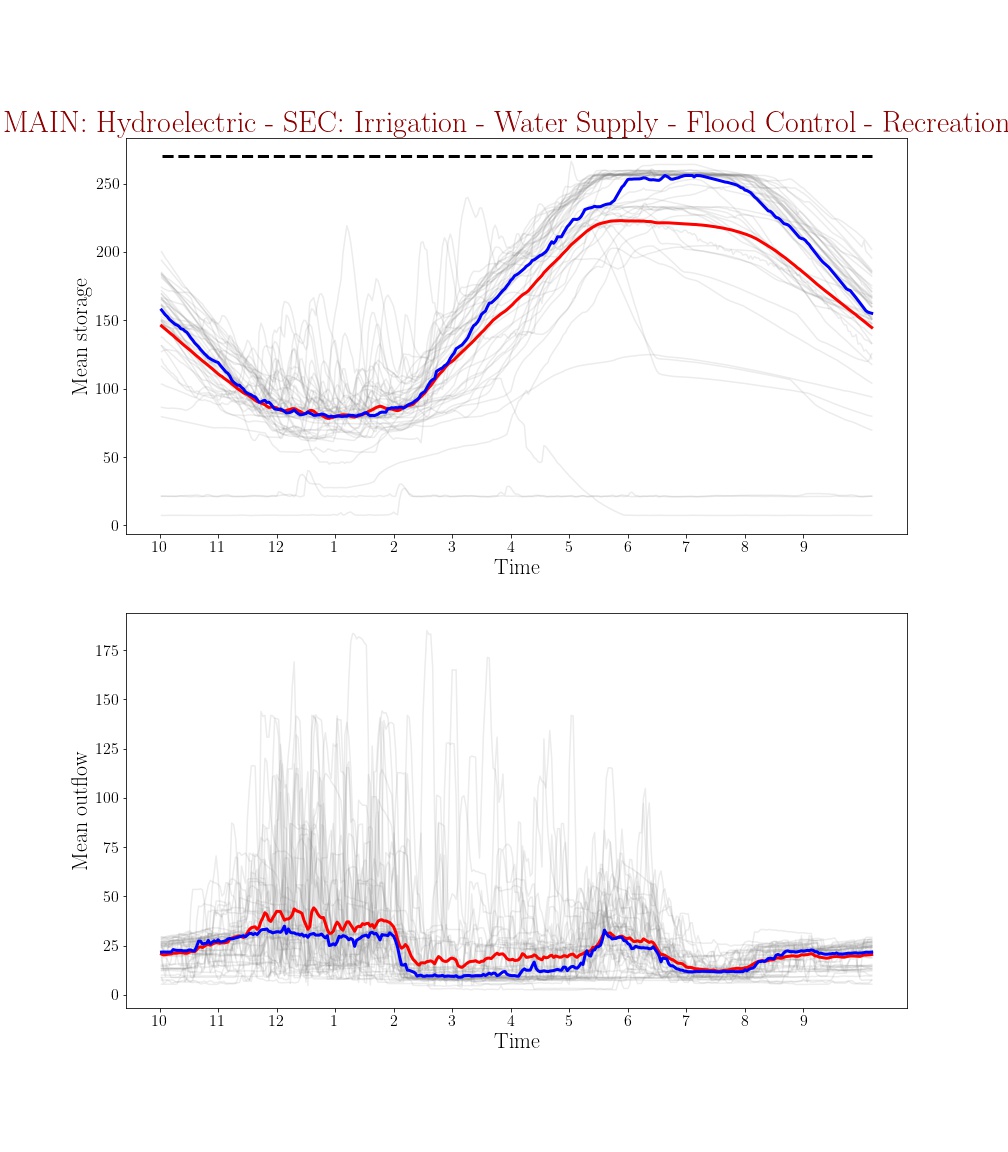 MAIN: Hydroelectric - SEC: Irrigation - Water Supply - Flood Control - Recreation
250
200
150
100
50
0
Mean storage
10 11 12 1 2 3 4 5 6 7 8 9
Time
175
150
125
100
75
50
25
0
Mean outflow
10 11 12 1 2 3 4 5 6 7 8 9
Time